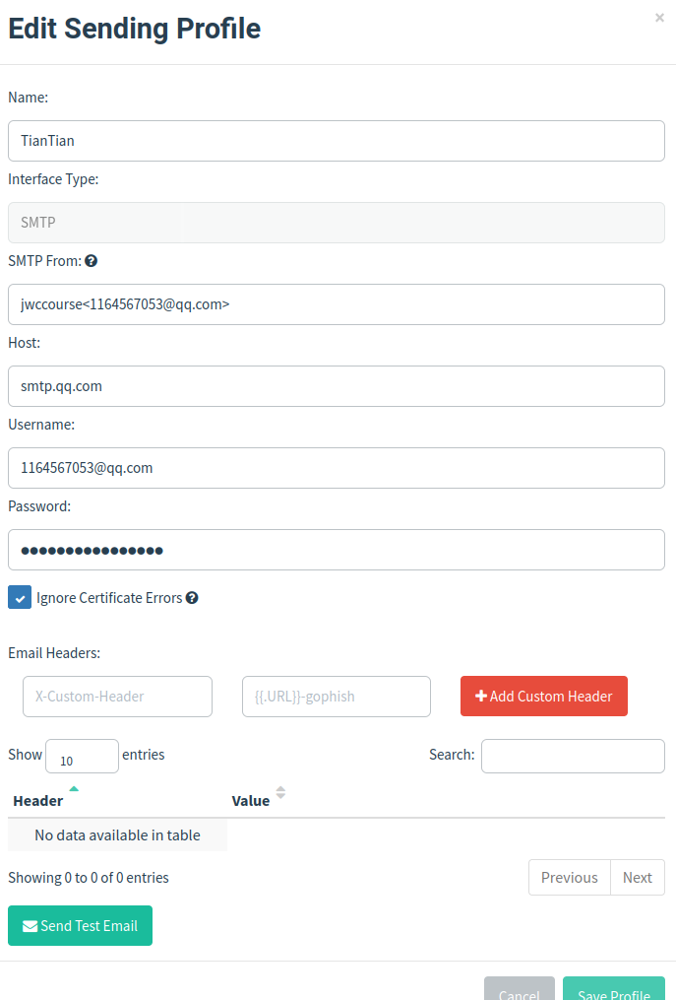 Edit Sending Profile
×
Name:
TianTian
Interface Type:
SMTP
SMTP From:
jwccourse<1164567053@qq.com>
Host:
smtp.qq.com
Username:
1164567053@qq.com
Password:
●●●●●●●●●●●●●●●●
Ignore Certificate Errors
Email Headers:
X-Custom-Header {{.URL}}-gophish Add Custom Header
Show 10 entries Search:
Header Value
No data available in table
Showing 0 to 0 of 0 entries Previous Next
Send Test Email
Cancel Save Profile